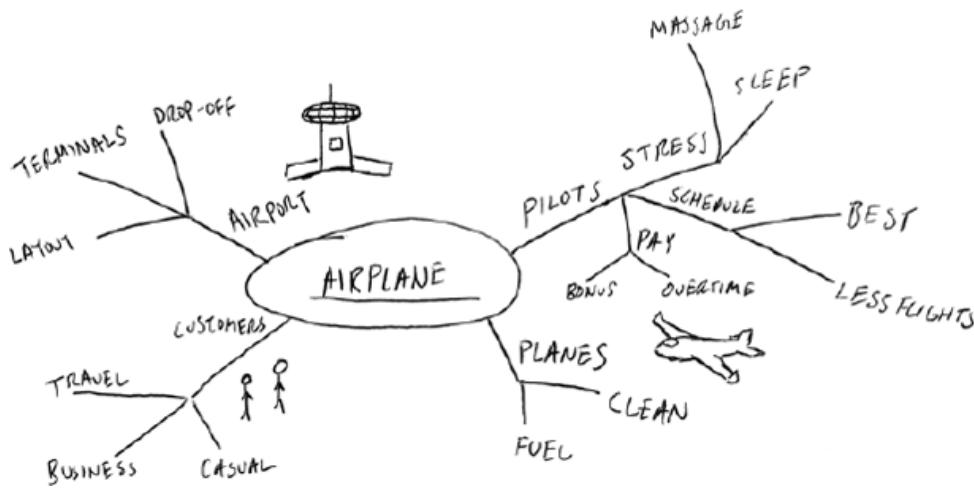 MASSAGE
SLEEP
DROP-OFF
TERMINALS
STRESS
PILOTS
SCHEDULE
AIRPORT
BEST
LAYOUT
PAY
AIRPLANE
BONUS
OVERTIME
LESS FLIGHTS
CUSTOMERS
PLANES
TRAVEL
CLEAN
FUEL
BUSINESS
CASUAL